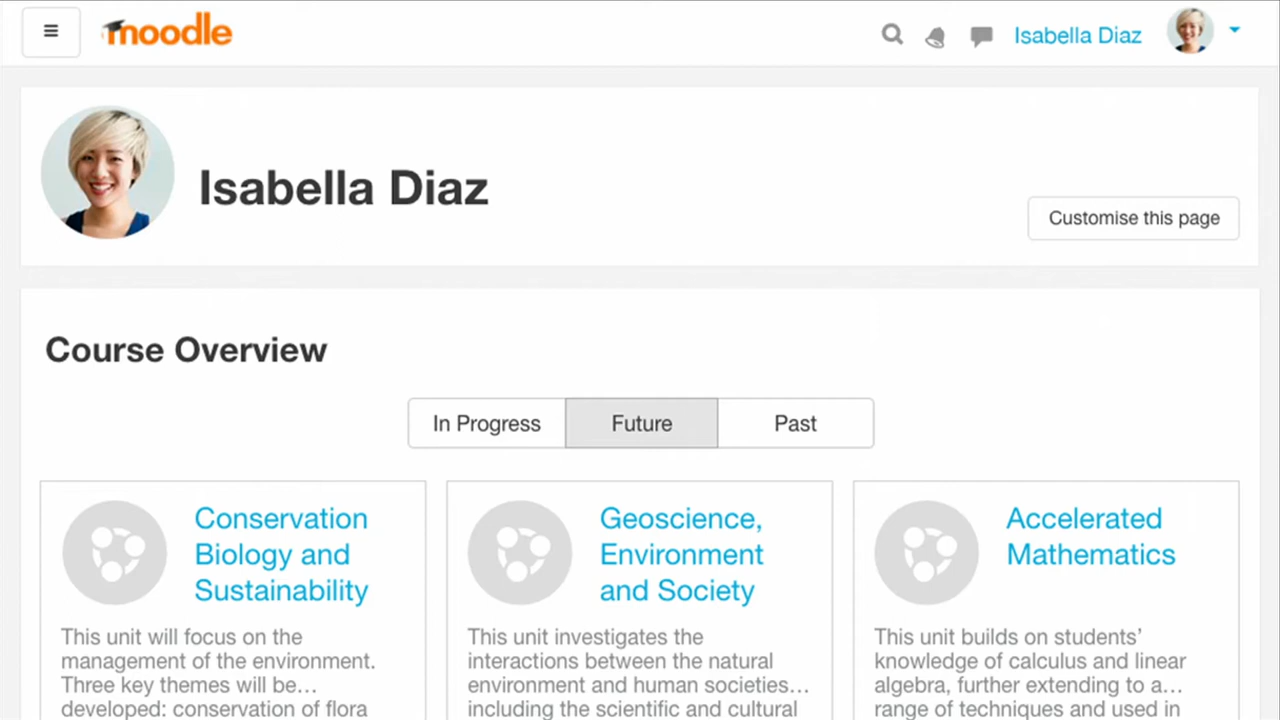 moodle
Isabella Diaz
Isabella Diaz
Customise this page
Course Overview
In Progress
Future
Past
Conservation
Biology and
Sustainability
This unit will focus on the
management of the environment.
Three key themes will be...
developed: conservation of flora
Geoscience,
Environment
and Society
This unit investigates the
interactions between the natural
environment and human societies...
including the scientific and cultural
Accelerated
Mathematics
This unit builds on students’
knowledge of calculus and linear
algebra, further extending to a...
range of techniques and used in